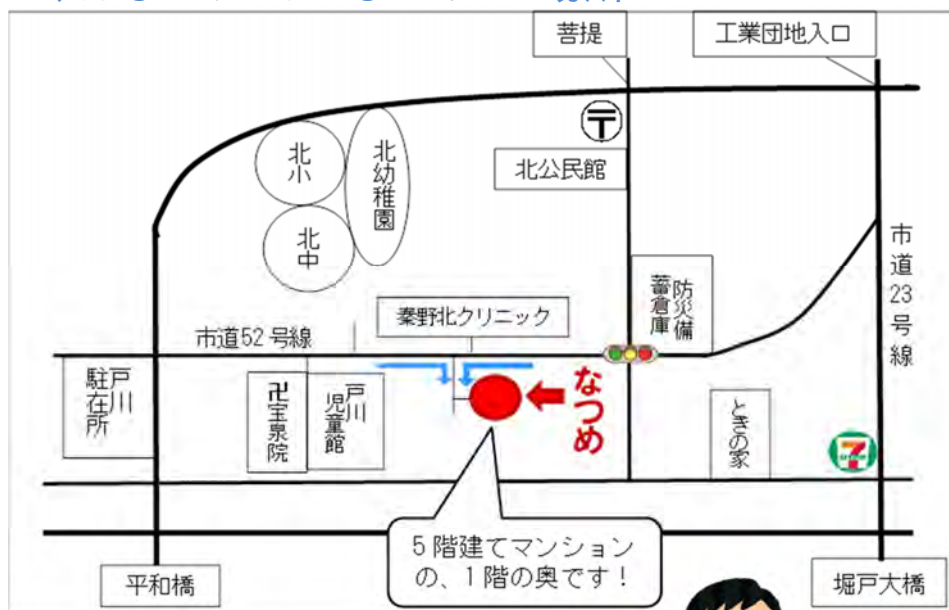 菩提
工業団地入口
〒
北公民館
北小
北幼稚園
北中
市道23号線
防災備
蓄倉庫
秦野北クリニック
市道52号線
戸川
駐在所
卍宝泉院
戸川
児童館
なつめ
ときの家
7
5階建てマンション
の、1階の奥です！
平和橋
堀戸大橋